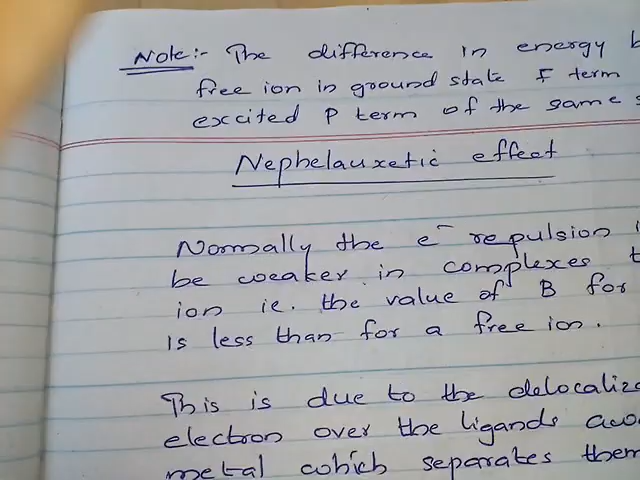 Note:- The difference in energy b
free ion in ground state F term
excited P term of the same s
Nephelauxetic effect
Normally the e⁻ repulsion i
be weaker in complexes t
ion ie. the value of B for
is less than for a free ion.
This is due to the delocaliza
electron over the ligands awa
metal which separates them